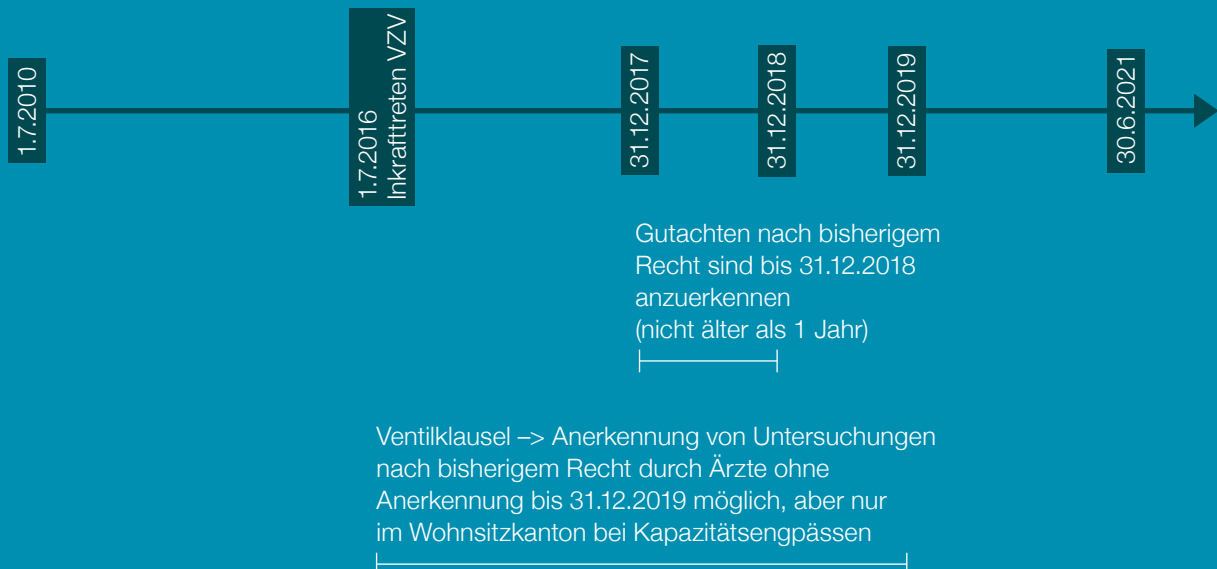 1.7.2010
1.7.2016
Inkrafttreten VZV
31.12.2017
31.12.2018
31.12.2019
30.6.2021
Gutachten nach bisherigem
Recht sind bis 31.12.2018
anzuerkennen
(nicht älter als 1 Jahr)
Ventilklausel –> Anerkennung von Untersuchungen
nach bisherigem Recht durch Ärzte ohne
Anerkennung bis 31.12.2019 möglich, aber nur
im Wohnsitzkanton bei Kapazitätsengpässen